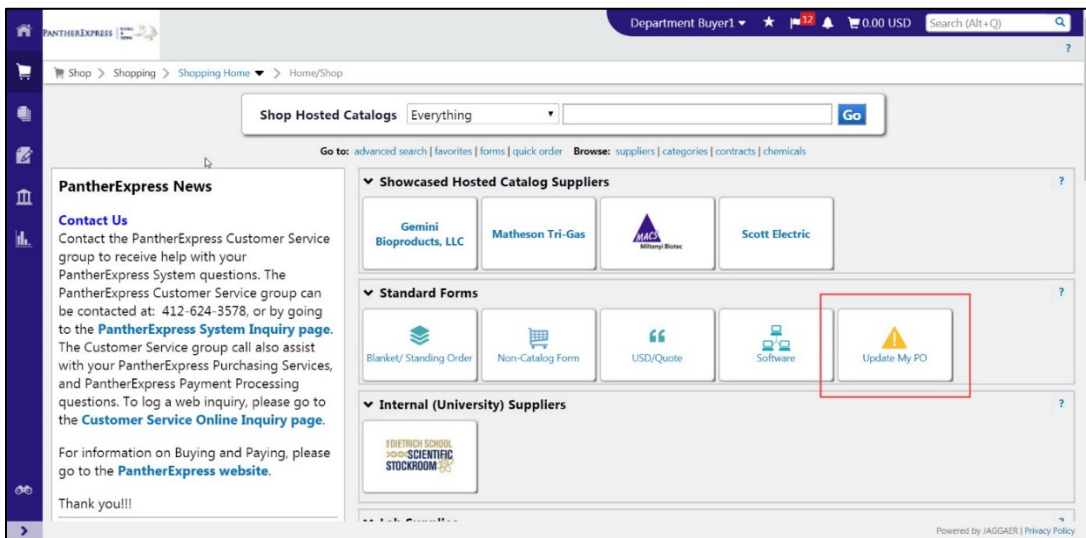 PANTHEREXPRESS
Department Buyer1
12
0.00 USD
Search (Alt+Q)
?
Shop > Shopping > Shopping Home > Home/Shop
Shop Hosted Catalogs
Everything
Go
Go to: advanced search | favorites | forms | quick order Browse: suppliers | categories | contracts | chemicals
PantherExpress News
Contact Us
Contact the PantherExpress Customer Service
group to receive help with your
PantherExpress System questions. The
PantherExpress Customer Service group can
be contacted at: 412-624-3578, or by going
to the PantherExpress System Inquiry page.
The Customer Service group call also assist
with your PantherExpress Purchasing Services,
and PantherExpress Payment Processing
questions. To log a web inquiry, please go to
the Customer Service Online Inquiry page.
For information on Buying and Paying, please
go to the PantherExpress website.
Thank you!!!
Showcased Hosted Catalog Suppliers
?
Gemini
Bioproducts, LLC
Matheson Tri-Gas
MACS
Miltenyi Biotec
Scott Electric
Standard Forms
?
Blanket/ Standing Order
Non-Catalog Form
USD/Quote
Software
Update My PO
Internal (University) Suppliers
?
DIETRICH SCHOOL
SCIENTIFIC
STOCKROOM
Lab Supplies
?
Powered by JAGGAER | Privacy Policy